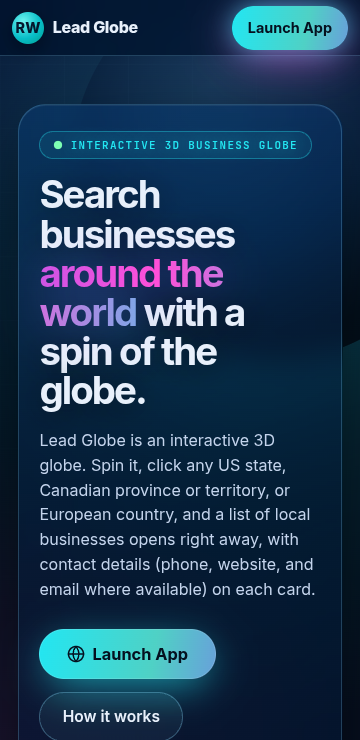 RW Lead Globe Launch App
INTERACTIVE 3D BUSINESS GLOBE
Search
businesses
around the
world with a
spin of the
globe.
Lead Globe is an interactive 3D
globe. Spin it, click any US state,
Canadian province or territory, or
European country, and a list of local
businesses opens right away, with
contact details (phone, website, and
email where available) on each card.
Launch App
How it works